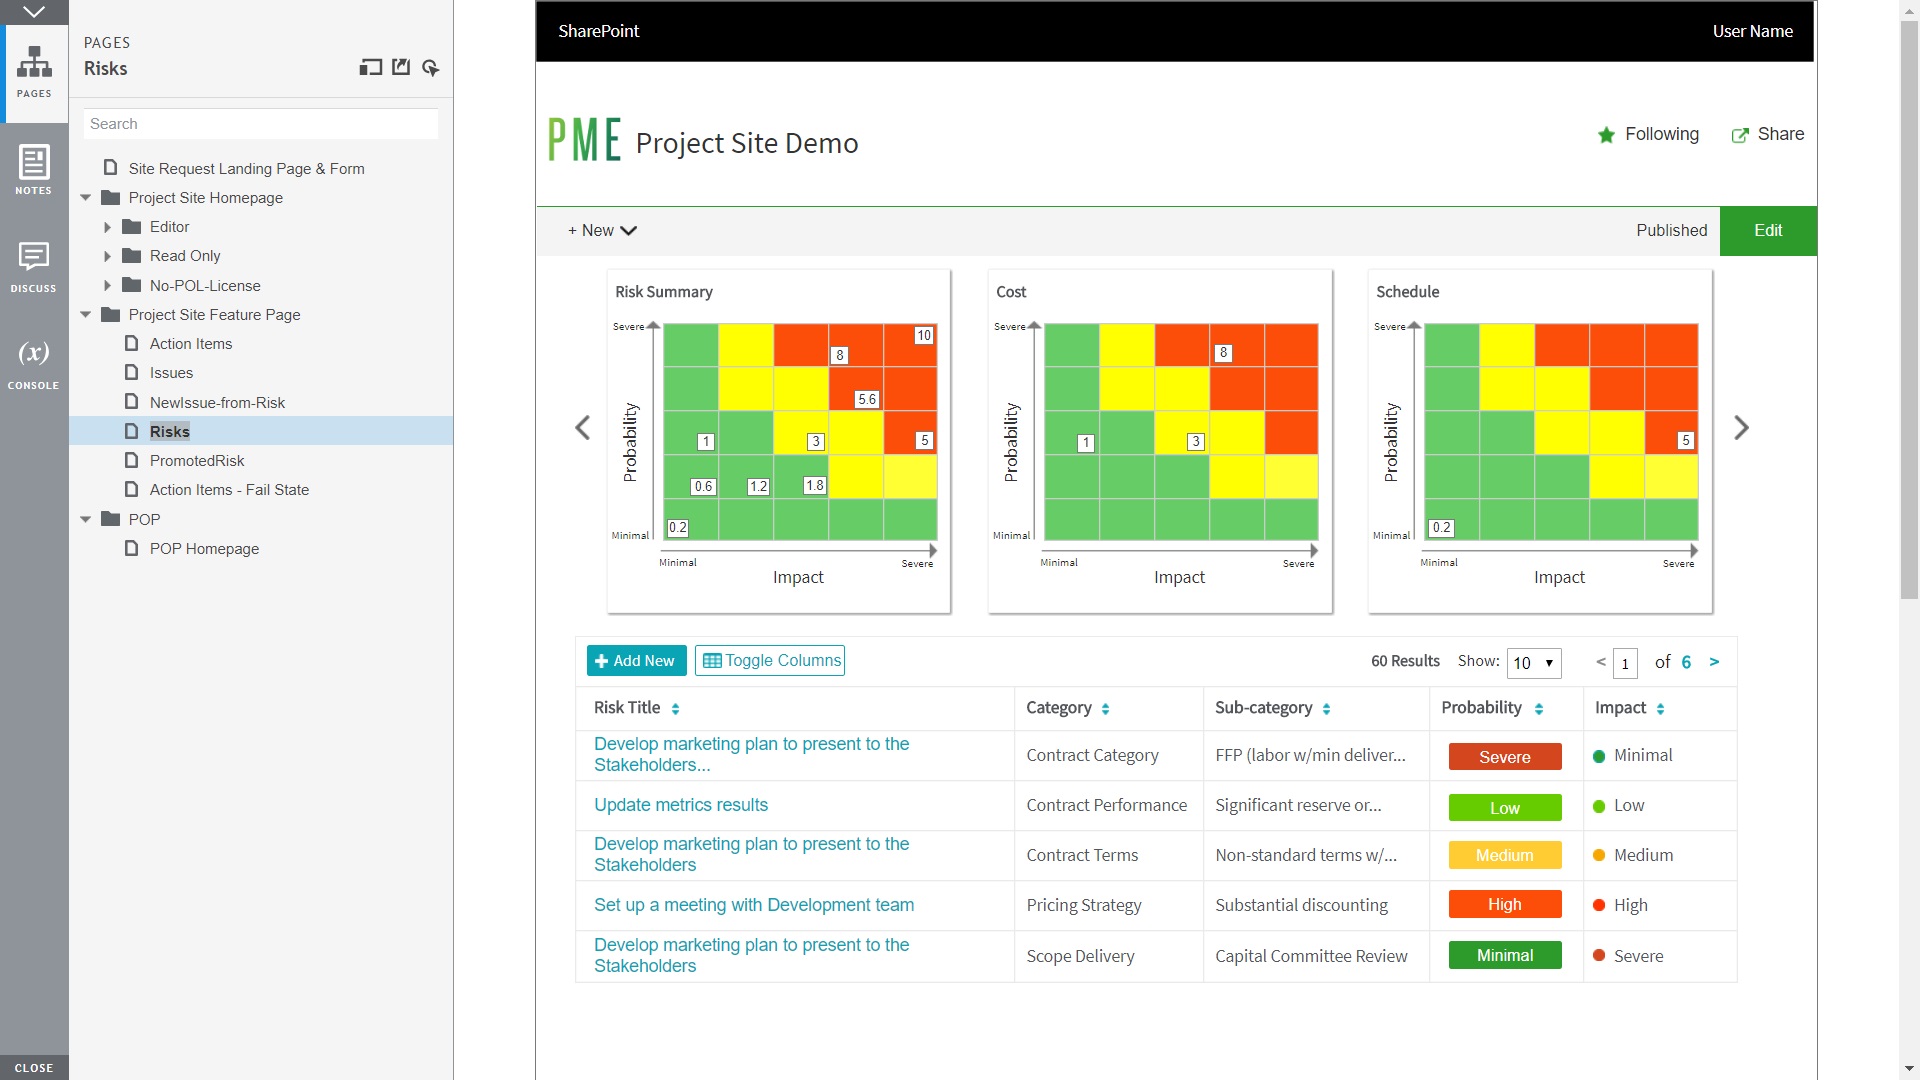 PAGES
NOTES
DISCUSS
(x)
CONSOLE
CLOSE
PAGES
Risks
Search
Site Request Landing Page & Form
Project Site Homepage
Editor
Read Only
No-POL-License
Project Site Feature Page
Action Items
Issues
NewIssue-from-Risk
Risks
PromotedRisk
Action Items - Fail State
POP
POP Homepage
SharePoint User Name
PME Project Site Demo
Following Share
+ New Published Edit
Risk Summary
Severe
10
8
5.6
Probability
1 3 5
0.6 1.2 1.8
0.2
Minimal
Minimal Severe
Impact
Cost
Severe
8
Probability
1 3
Minimal
Minimal Severe
Impact
Schedule
Severe
Probability
5
0.2
Minimal
Minimal Severe
Impact
+ Add New Toggle Columns 60 Results Show: 10 < 1 of 6 >
Risk Title Category Sub-category Probability Impact
Develop marketing plan to present to the
Stakeholders... Contract Category FFP (labor w/min deliver... Severe Minimal
Update metrics results Contract Performance Significant reserve or... Low Low
Develop marketing plan to present to the
Stakeholders Contract Terms Non-standard terms w/... Medium Medium
Set up a meeting with Development team Pricing Strategy Substantial discounting High High
Develop marketing plan to present to the
Stakeholders Scope Delivery Capital Committee Review Minimal Severe